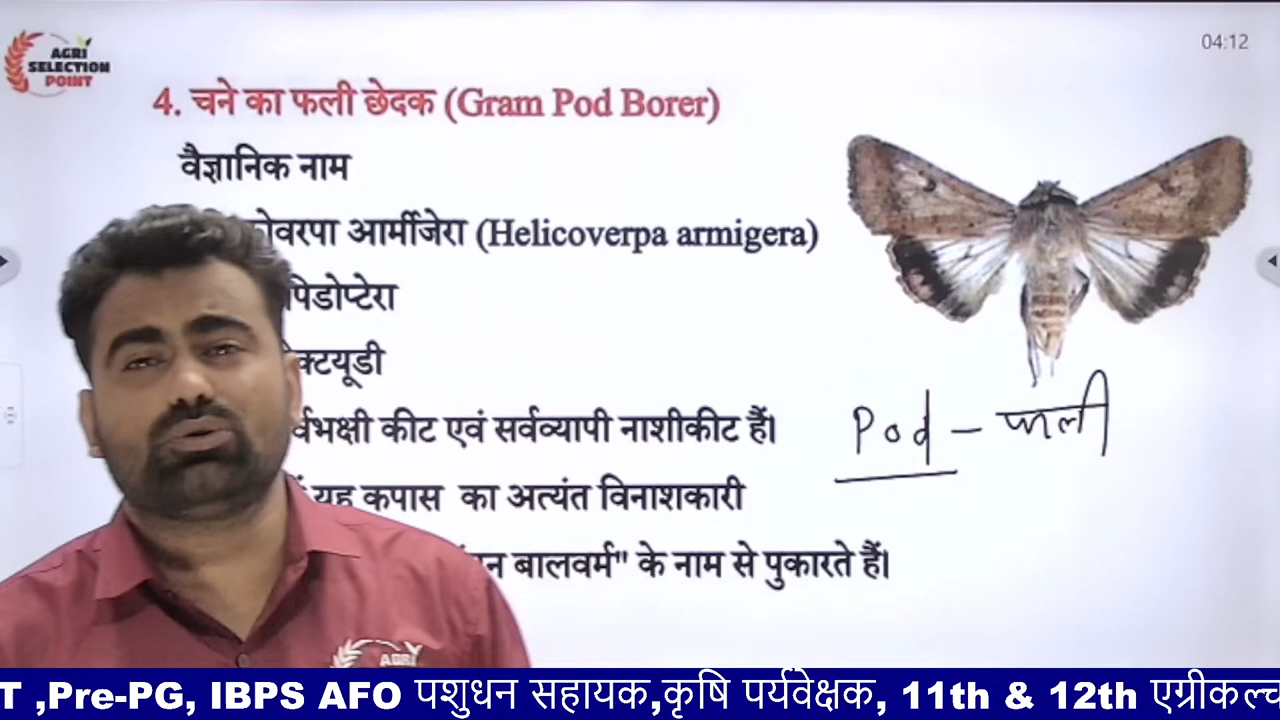 AGRI
SELECTION
POINT
04:12
4. चने का फली छेदक (Gram Pod Borer)
वैज्ञानिक नाम
कोवरपा आर्मीजेरा (Helicoverpa armigera)
पिडोप्टेरा
क्टयूडी
र्वभक्षी कीट एवं सर्वव्यापी नाशीकीट हैं।
Pod - फली
यह कपास का अत्यंत विनाशकारी
न बालवर्म" के नाम से पुकारते हैं।
AGRI
T ,Pre-PG, IBPS AFO पशुधन सहायक,कृषि पर्यवेक्षक, 11th & 12th एग्रीकल्च